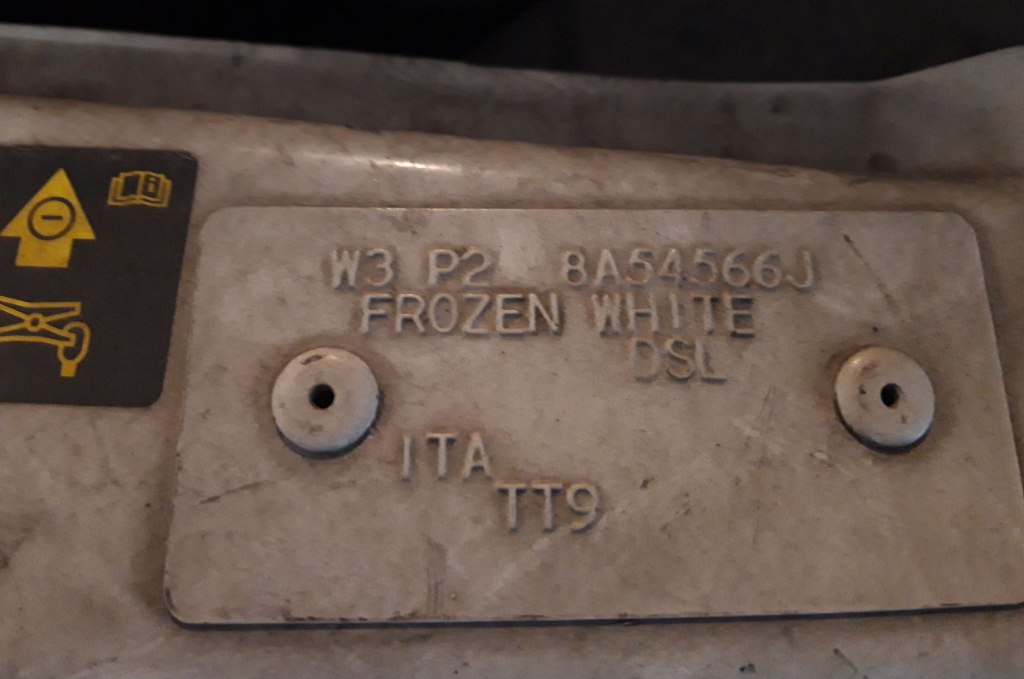 W3 P2 8A54566J
FROZEN WHITE
DSL
ITA
TT9